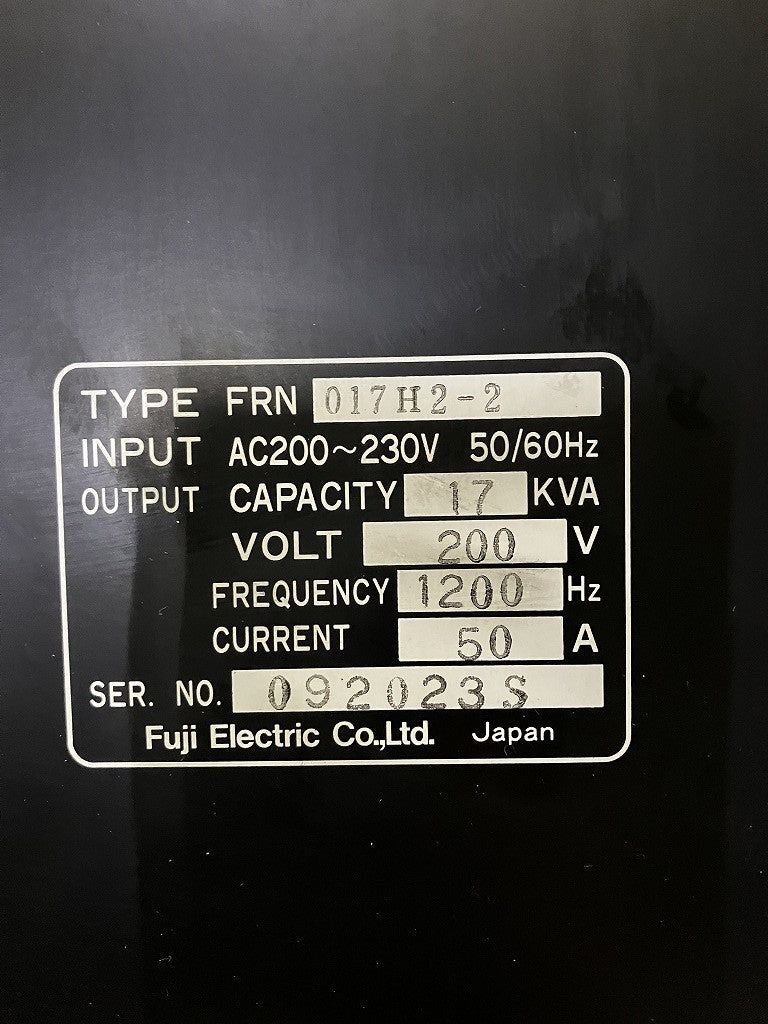 TYPE FRN 017H2-2
INPUT AC200~230V 50/60Hz
OUTPUT CAPACITY 17 KVA
VOLT 200 V
FREQUENCY 1200 Hz
CURRENT 50 A
SER. NO. 092023S
Fuji Electric Co.,Ltd. Japan